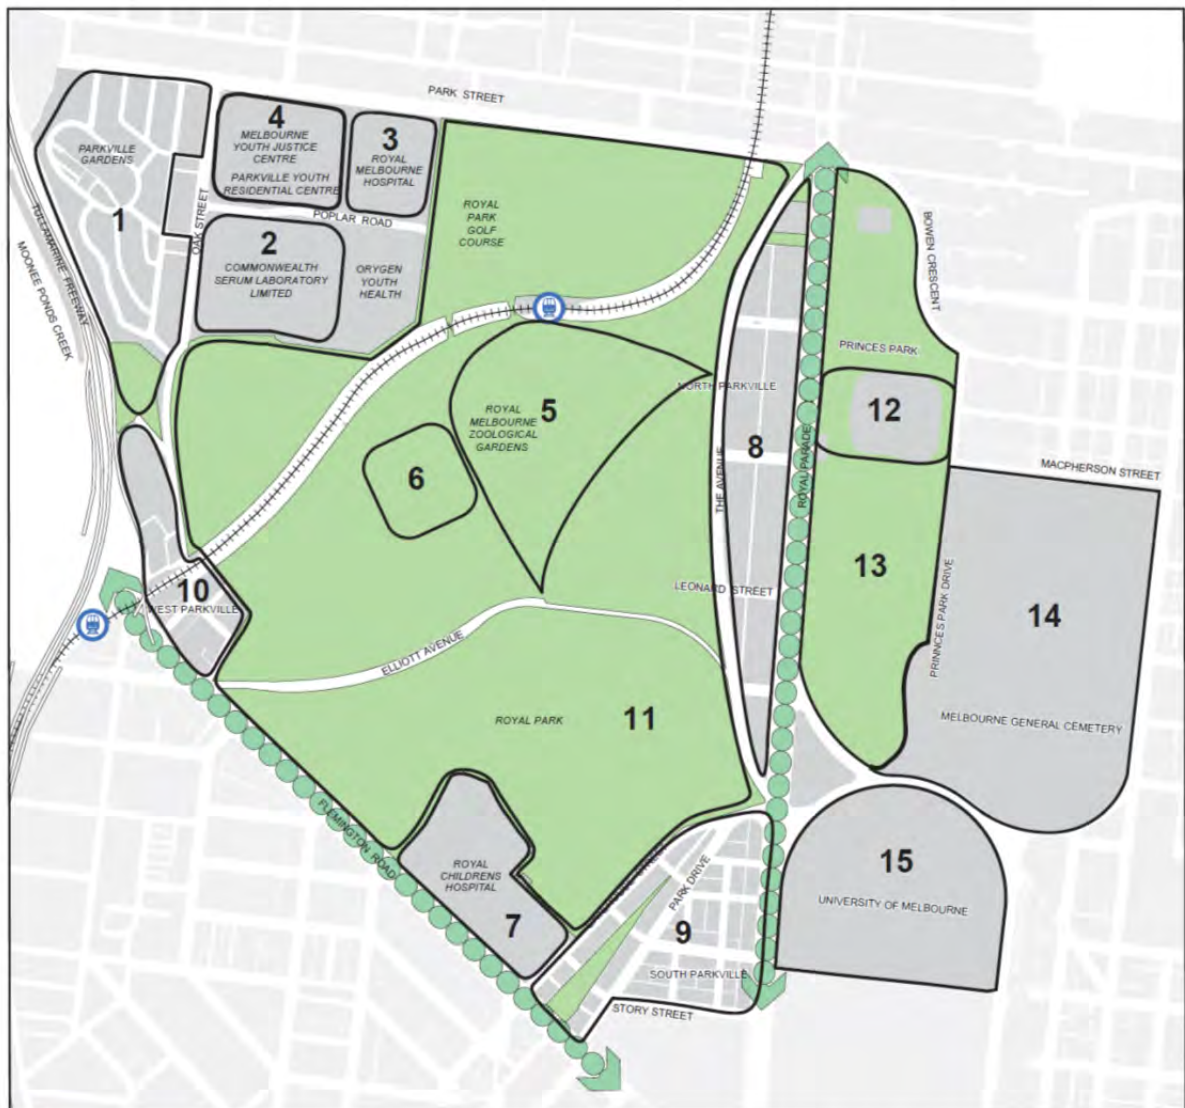 PARK STREET
4
MELBOURNE
YOUTH JUSTICE
CENTRE
PARKVILLE YOUTH
RESIDENTIAL CENTRE
3
ROYAL
MELBOURNE
HOSPITAL
PARKVILLE
GARDENS
1
OAK STREET
POPLAR ROAD
ROYAL
PARK
GOLF
COURSE
BOWEN CRESCENT
2
COMMONWEALTH
SERUM LABORATORY
LIMITED
ORYGEN
YOUTH
HEALTH
TULLAMARINE FREEWAY
MOONEE PONDS CREEK
PRINCES PARK
NORTH PARKVILLE
5
ROYAL
MELBOURNE
ZOOLOGICAL
GARDENS
12
6
THE AVENUE
8
ROYAL PARADE
MACPHERSON STREET
13
LEONARD STREET
PRINNCES PARK DRIVE
14
10
WEST PARKVILLE
ELLIOTT AVENUE
ROYAL PARK
11
MELBOURNE GENERAL CEMETERY
FLEMINGTON ROAD
ROYAL
CHILDRENS
HOSPITAL
7
STREET
PARK DRIVE
9
SOUTH PARKVILLE
STORY STREET
15
UNIVERSITY OF MELBOURNE